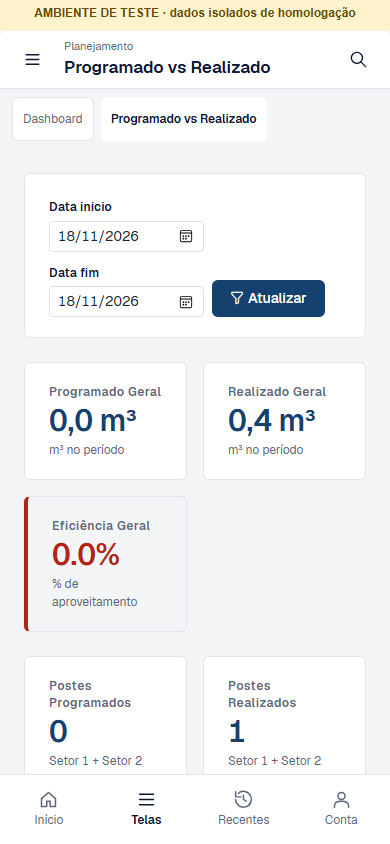 AMBIENTE DE TESTE · dados isolados de homologação
Planejamento
Programado vs Realizado
Dashboard
Programado vs Realizado
Data início
18/11/2026
Data fim
18/11/2026
Atualizar
Programado Geral
0,0 m³
m³ no período
Realizado Geral
0,4 m³
m³ no período
Eficiência Geral
0.0%
% de
aproveitamento
Postes
Programados
0
Setor 1 + Setor 2
Postes
Realizados
1
Setor 1 + Setor 2
Início
Telas
Recentes
Conta